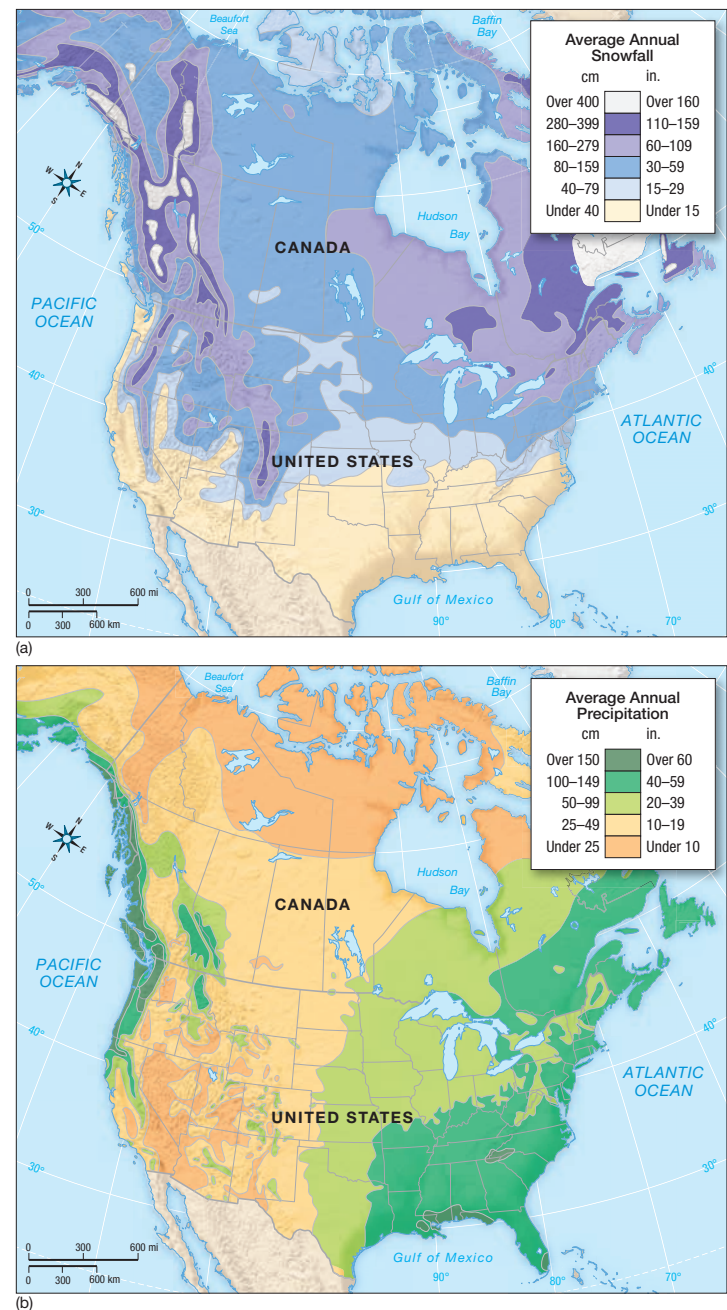 Beaufort
Sea
Baffin
Bay
Average Annual
Snowfall
cm in.
Over 400 Over 160
280–399 110–159
160–279 60–109
80–159 30–59
40–79 15–29
Under 40 Under 15
N
W E
S
50°
Hudson
Bay
CANADA
PACIFIC
OCEAN
40°
40°
ATLANTIC
OCEAN
UNITED STATES
30°
30°
0 300 600 mi
0 300 600 km
Gulf of Mexico
90°
80°
70°
(a)
Beaufort
Sea
Baffin
Bay
Average Annual
Precipitation
cm in.
Over 150 Over 60
100–149 40–59
50–99 20–39
25–49 10–19
Under 25 Under 10
N
W E
S
50°
Hudson
Bay
CANADA
PACIFIC
OCEAN
40°
40°
ATLANTIC
OCEAN
UNITED STATES
30°
30°
0 300 600 mi
0 300 600 km
Gulf of Mexico
90°
80°
70°
(b)